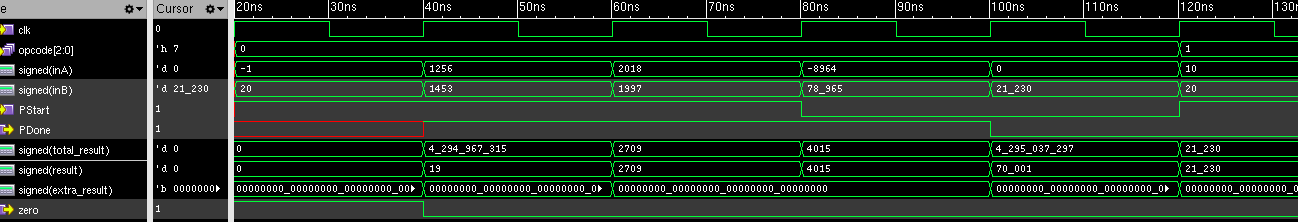 e Cursor 20ns 30ns 40ns 50ns 60ns 70ns 80ns 90ns 100ns 110ns 120ns 130n
clk 0
opcode[2:0] 'h 7 0 1
signed(inA) 'd 0 -1 1256 2018 -8964 0 10
signed(inB) 'd 21_230 20 1453 1997 78_965 21_230 20
PStart 1
PDone 1
signed(total_result) 'd 0 0 4_294_967_315 2709 4015 4_295_037_297 21_230
signed(result) 'd 0 0 19 2709 4015 70_001 21_230
signed(extra_result) 'b 0000000 00000000_00000000_00000000_00 00000000_00000000_00000000_0 00000000_00000000_00000000_00000000 00000000_00000000_00000000_0 00000000_00000000_0
zero 1